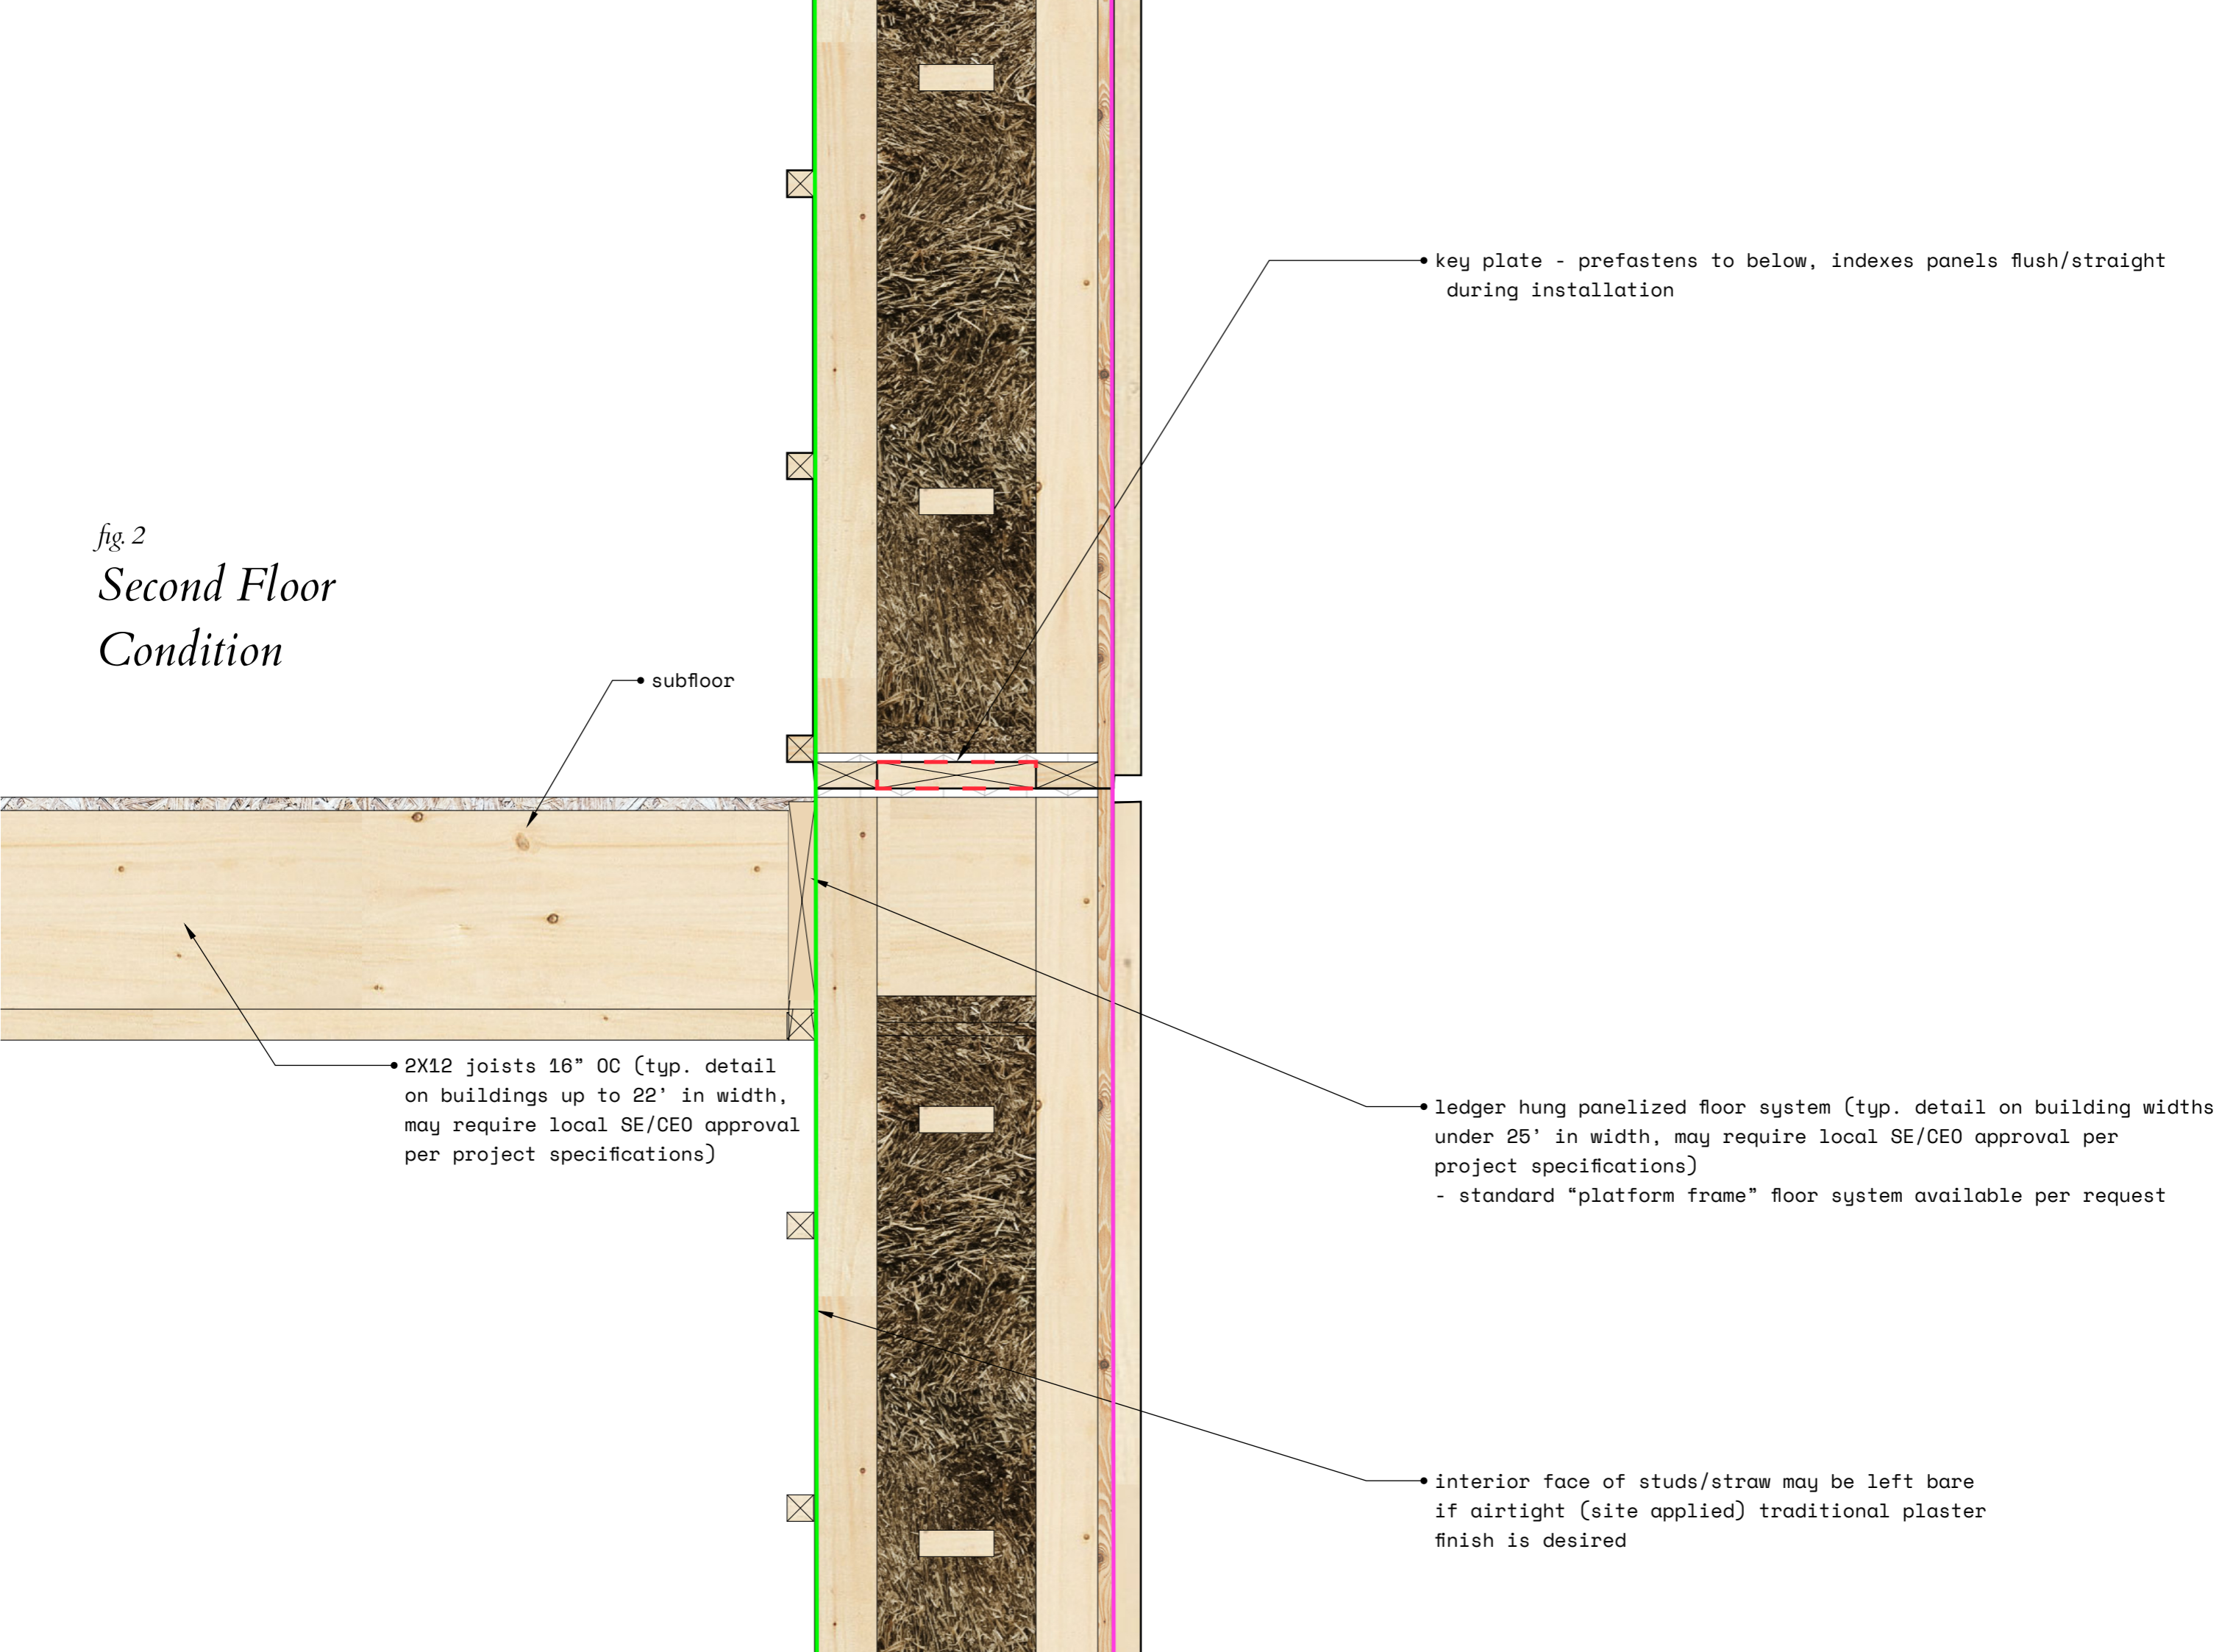 fig. 2
Second Floor
Condition
subfloor
key plate - prefastens to below, indexes panels flush/straight
during installation
2X12 joists 16” OC (typ. detail
on buildings up to 22’ in width,
may require local SE/CEO approval
per project specifications)
ledger hung panelized floor system (typ. detail on building widths
under 25’ in width, may require local SE/CEO approval per
project specifications)
- standard “platform frame” floor system available per request
interior face of studs/straw may be left bare
if airtight (site applied) traditional plaster
finish is desired